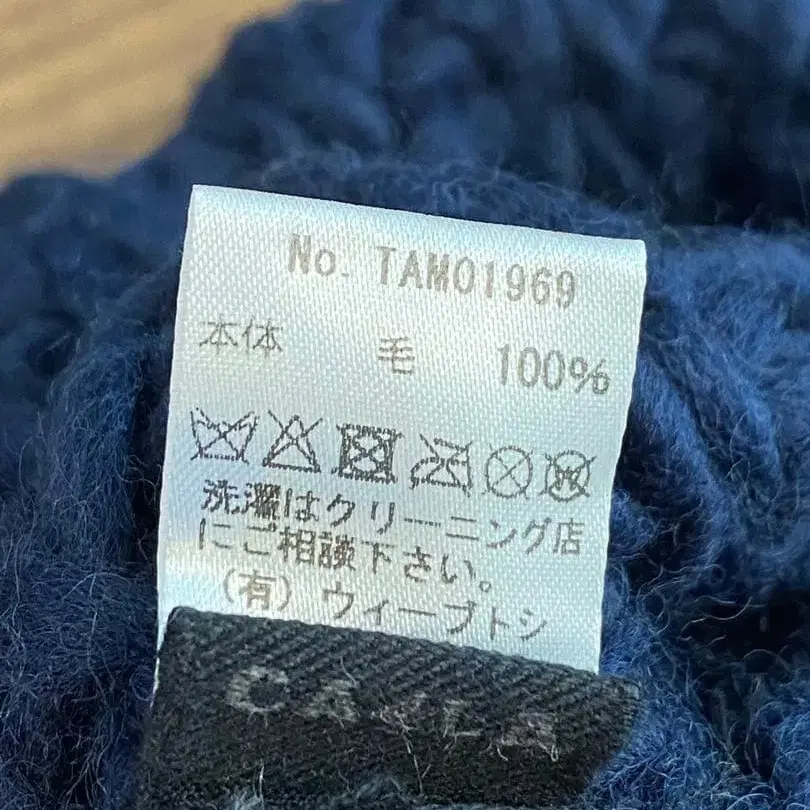 No. TAM01969
本体 毛 100%
洗濯はクリーニング店
にご相談下さい。
(有)ウィーブトシ